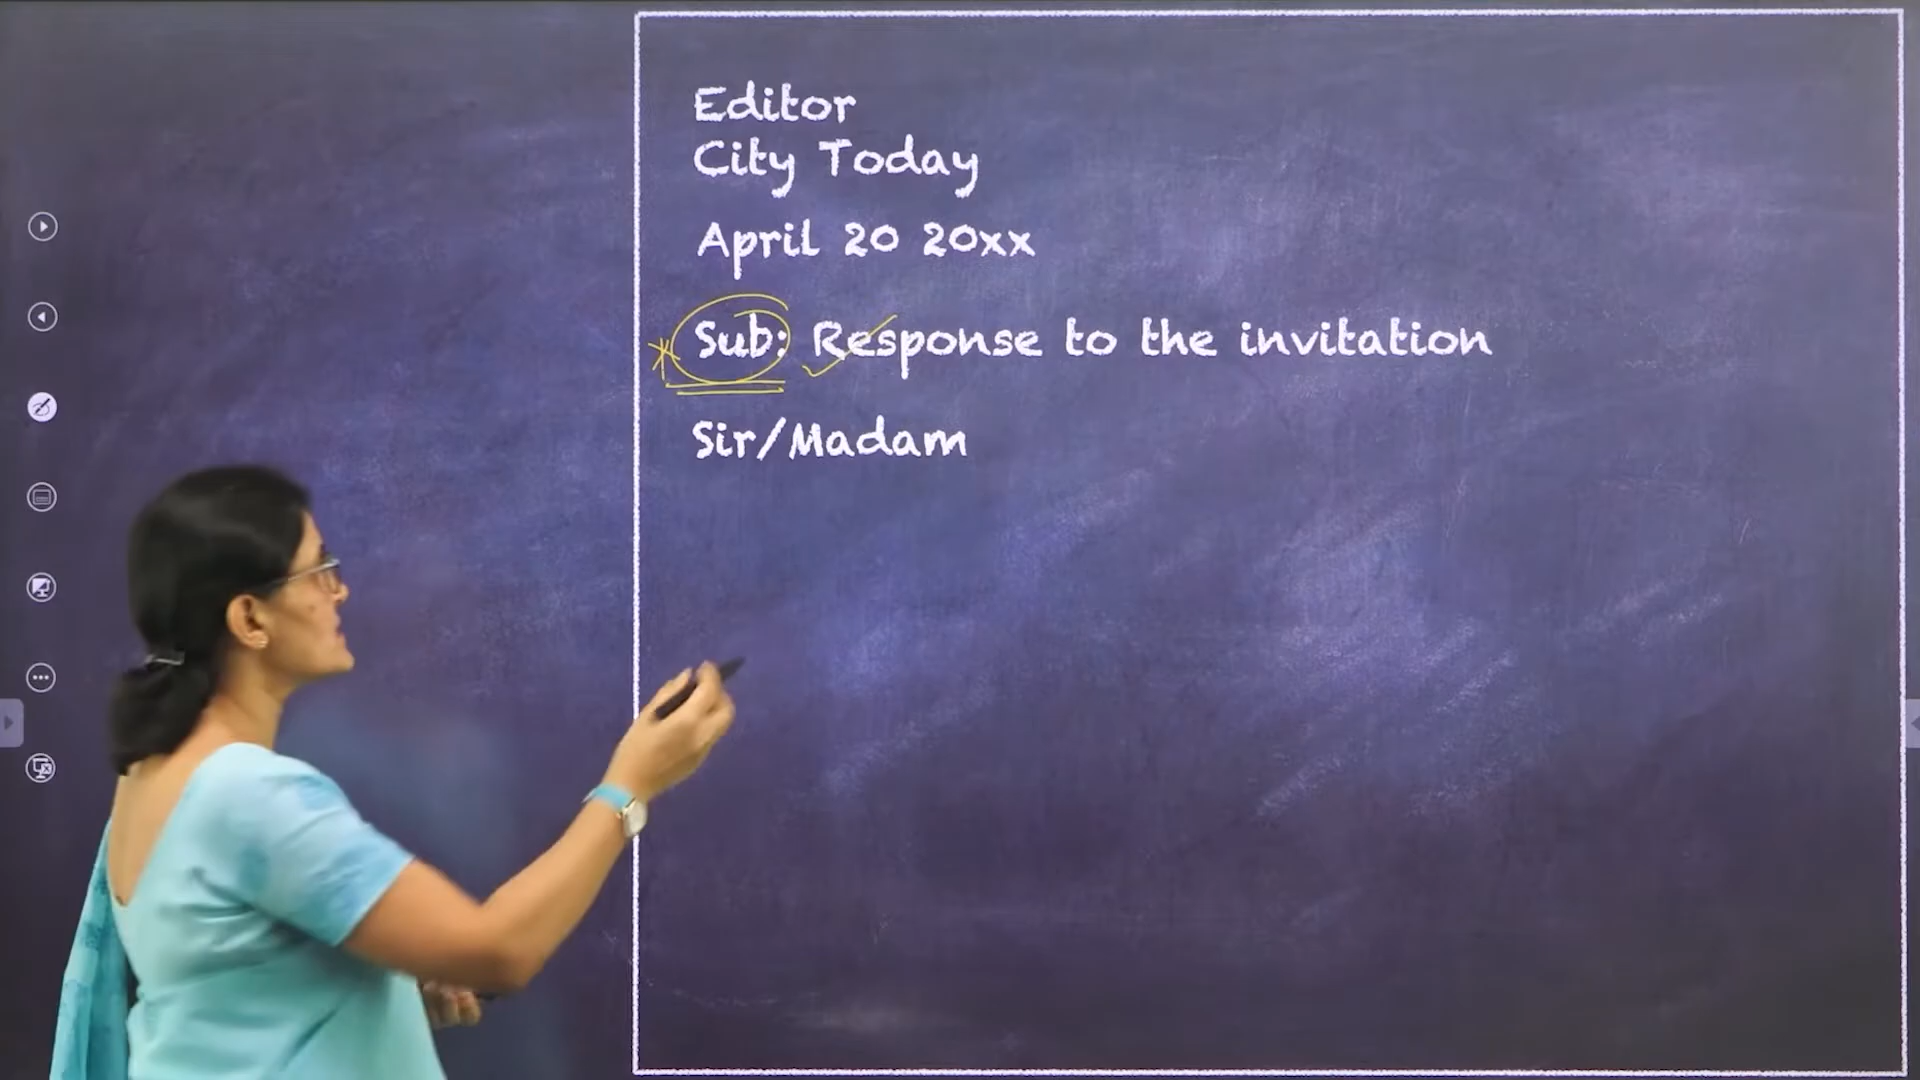 Editor
City Today
April 20 20xx
Sub: Response to the invitation
Sir/Madam